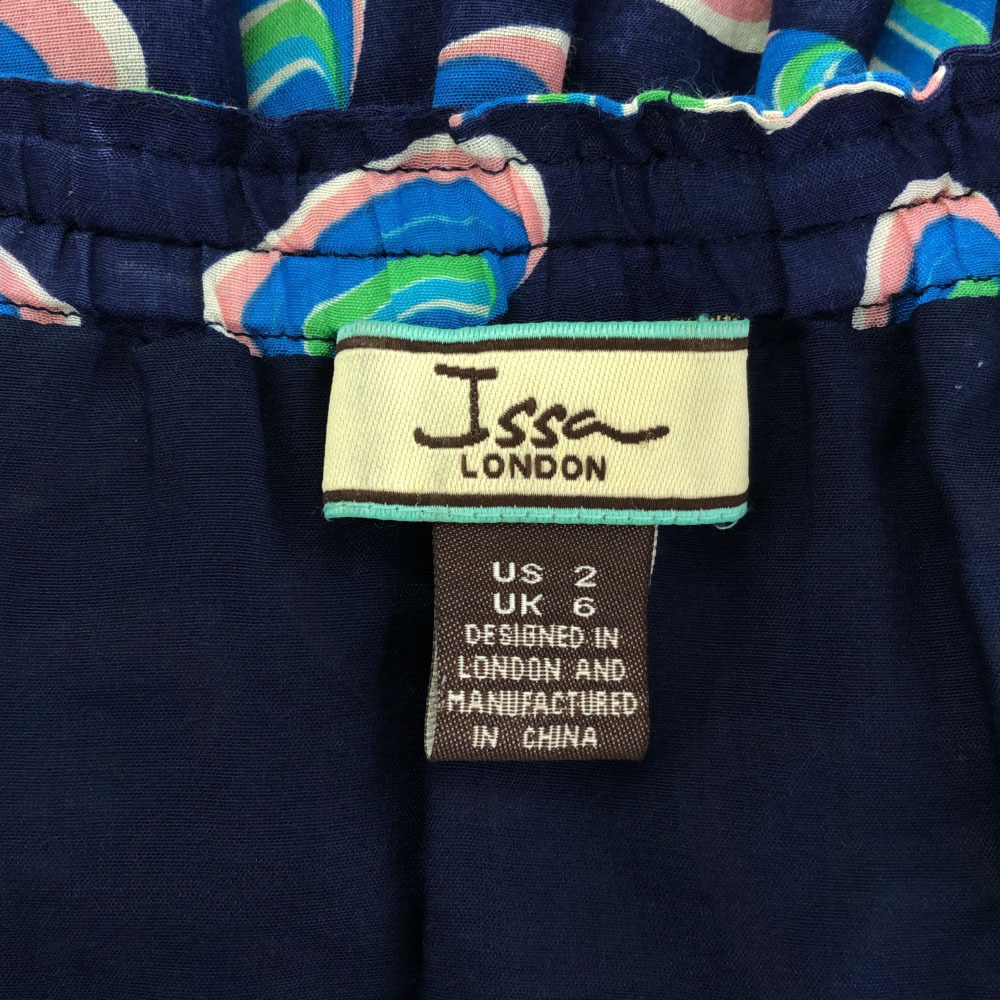 Issa
LONDON
US 2
UK 6
DESIGNED IN
LONDON AND
MANUFACTURED
IN CHINA